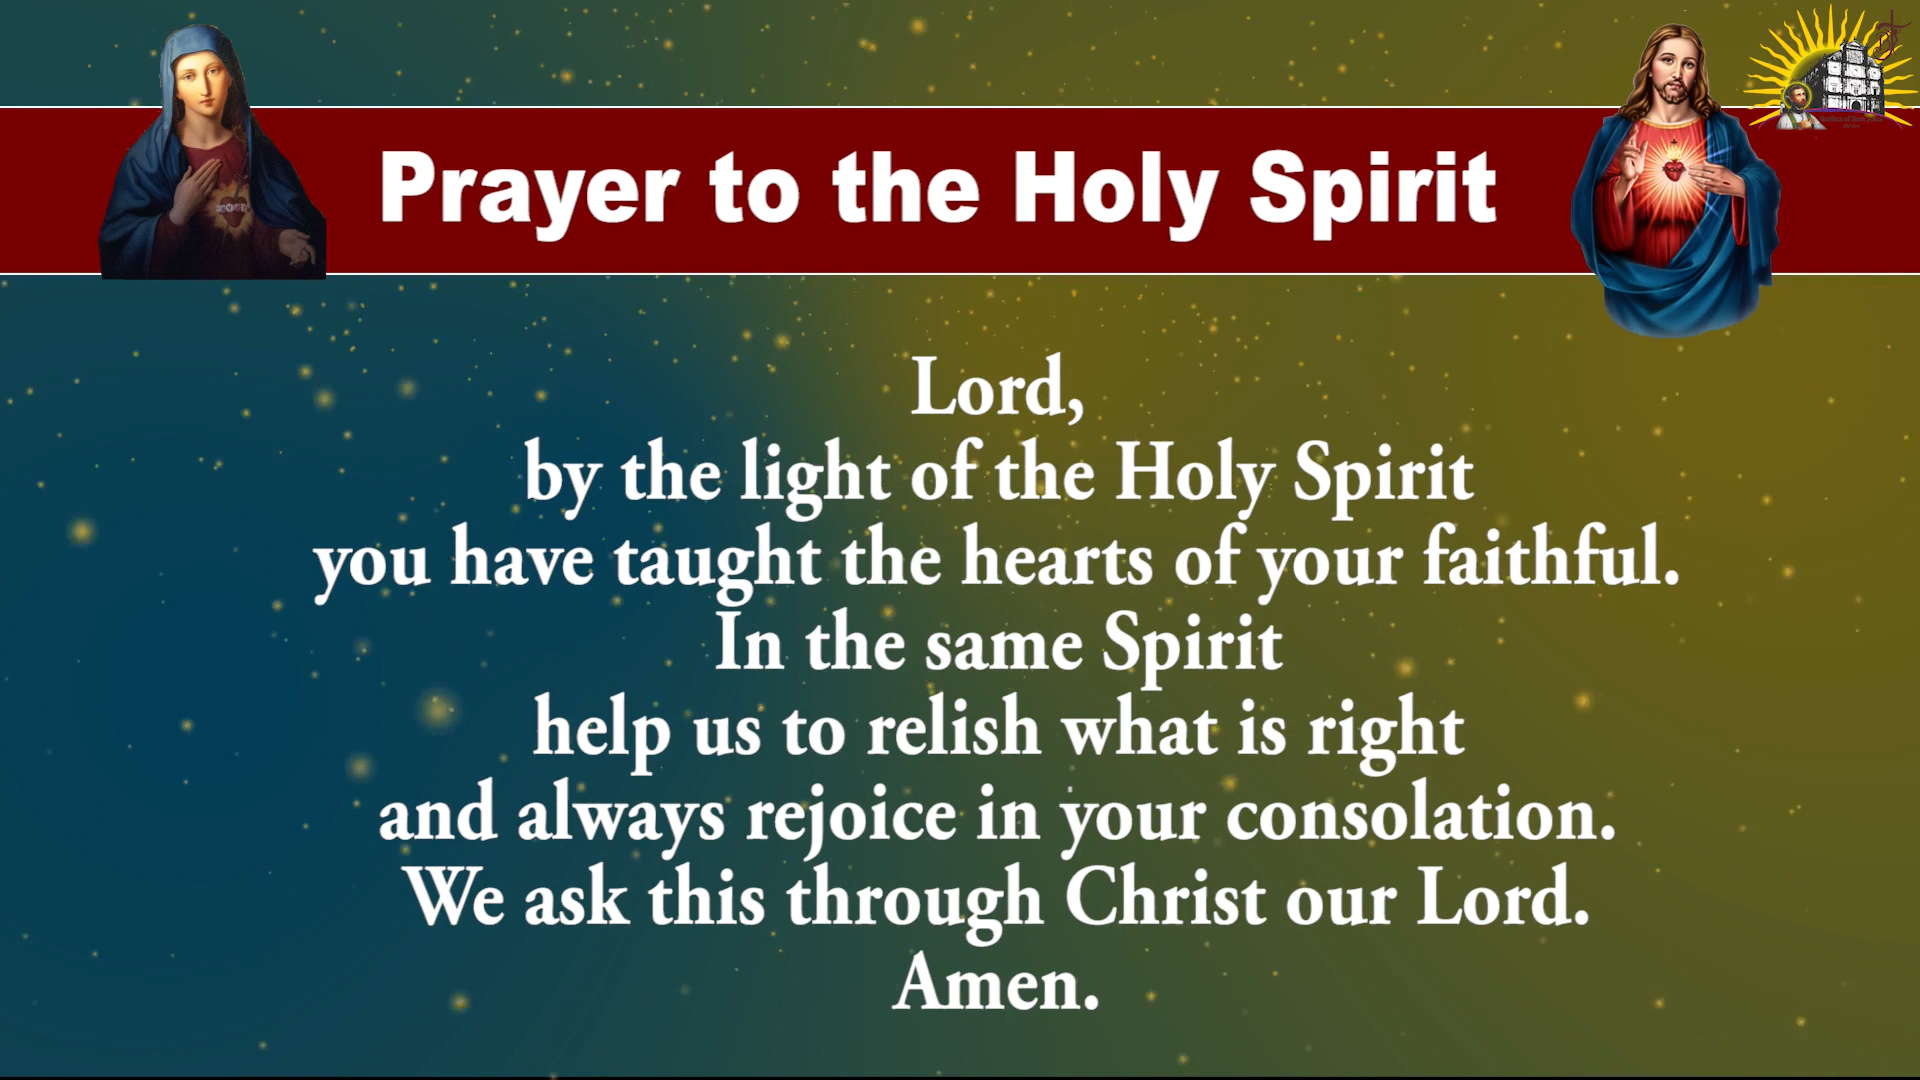 Prayer to the Holy Spirit
Lord,
by the light of the Holy Spirit
you have taught the hearts of your faithful.
In the same Spirit
help us to relish what is right
and always rejoice in your consolation.
We ask this through Christ our Lord.
Amen.